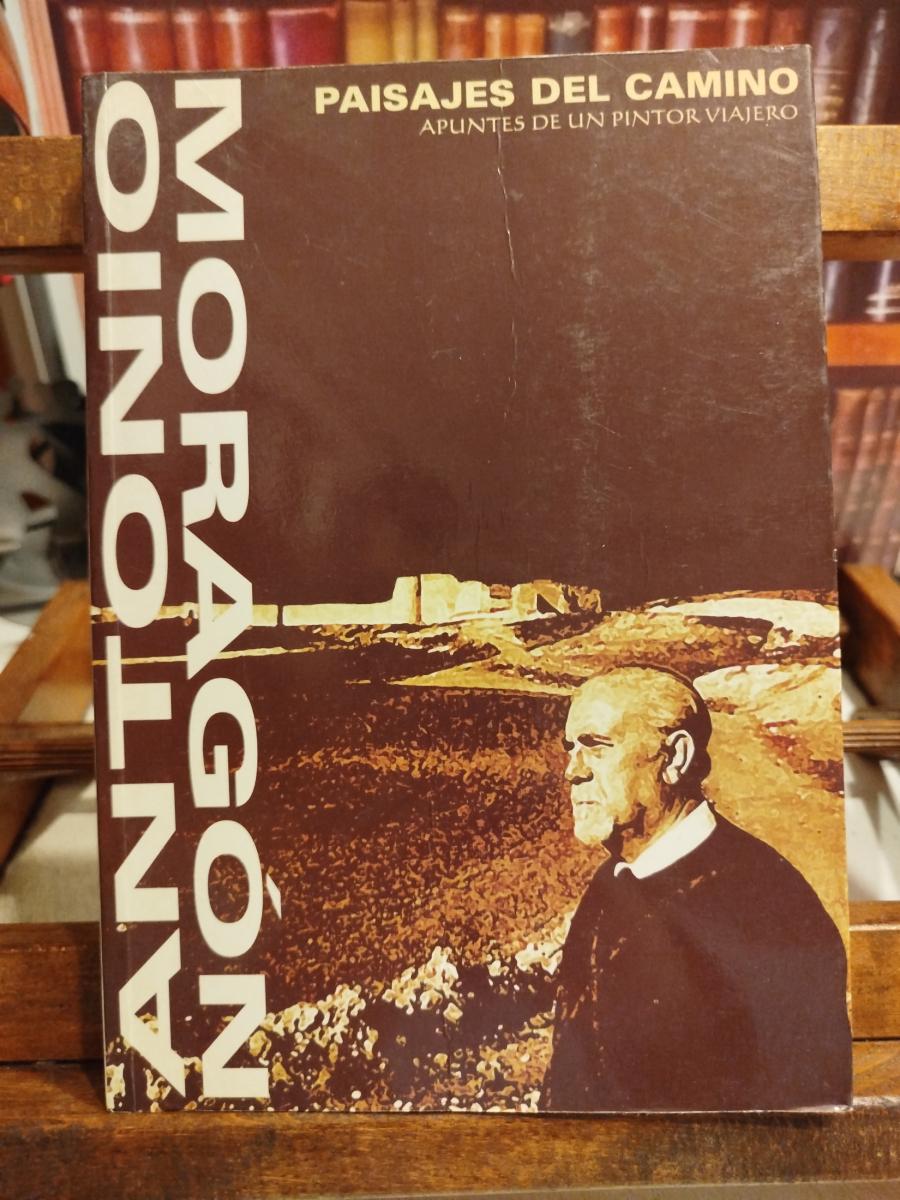 PAISAJES DEL CAMINO
APUNTES DE UN PINTOR VIAJERO
ANTONIO
MORAGÓN